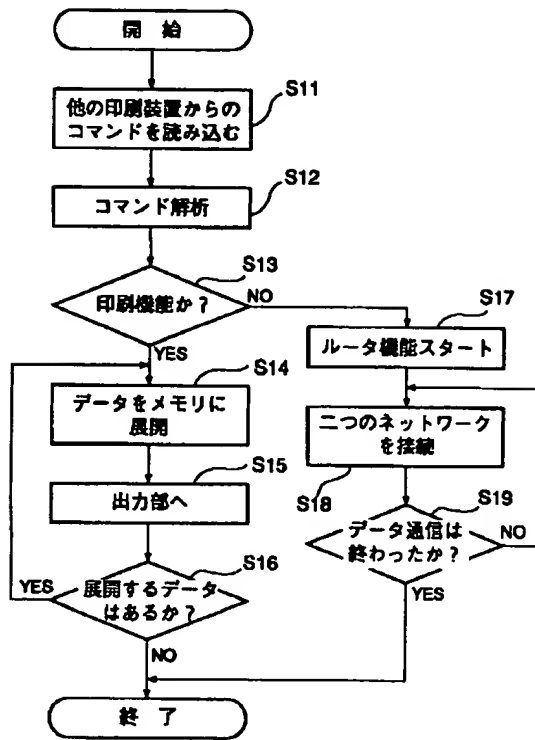 開 始
S11
他の印刷装置からの
コマンドを読み込む
S12
コマンド解析
S13
印刷機能か？
NO
YES
S17
ルータ機能スタート
S14
データをメモリに
展開
二つのネットワーク
を接続
S18
S15
出力部へ
S19
データ通信は
終わったか？
NO
YES
S16
展開するデータ
はあるか？
YES
NO
終 了